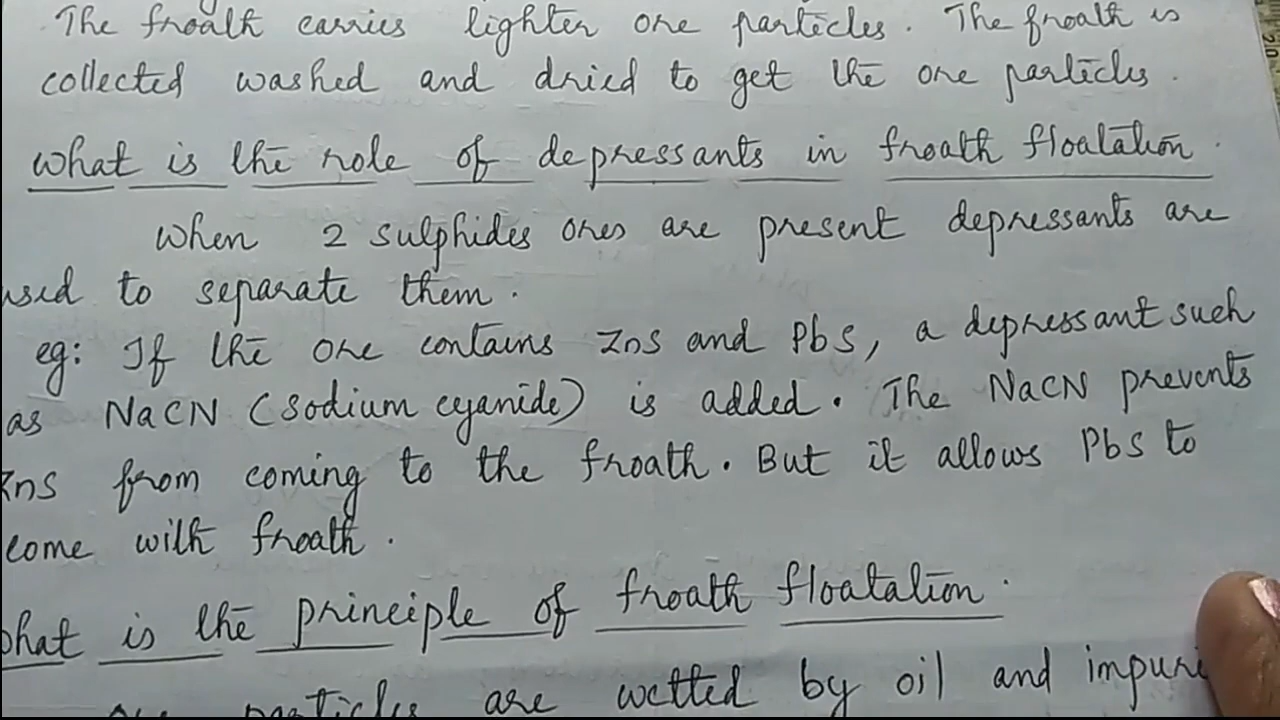 The froath carries lighter ore particles. The froath is
collected washed and dried to get the ore particles.
What is the role of depressants in froath floatation.
When 2 sulphides ores are present depressants are
used to separate them.
eg: If the ore contains ZnS and PbS, a depressant such
as NaCN (sodium cyanide) is added. The NaCN prevents
ZnS from coming to the froath. But it allows PbS to
come with froath.
What is the principle of froath floatation.
ore particles are wetted by oil and impuri